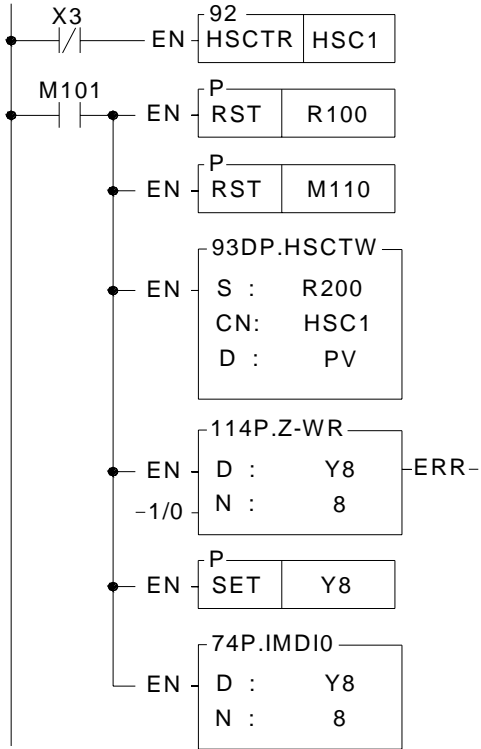 X3
92
EN HSCTR HSC1
M101
P
EN RST R100
P
EN RST M110
93DP.HSCTW
EN S : R200
CN: HSC1
D : PV
114P.Z-WR
EN D : Y8 ERR
1/0 N : 8
P
EN SET Y8
74P.IMDI0
EN D : Y8
N : 8